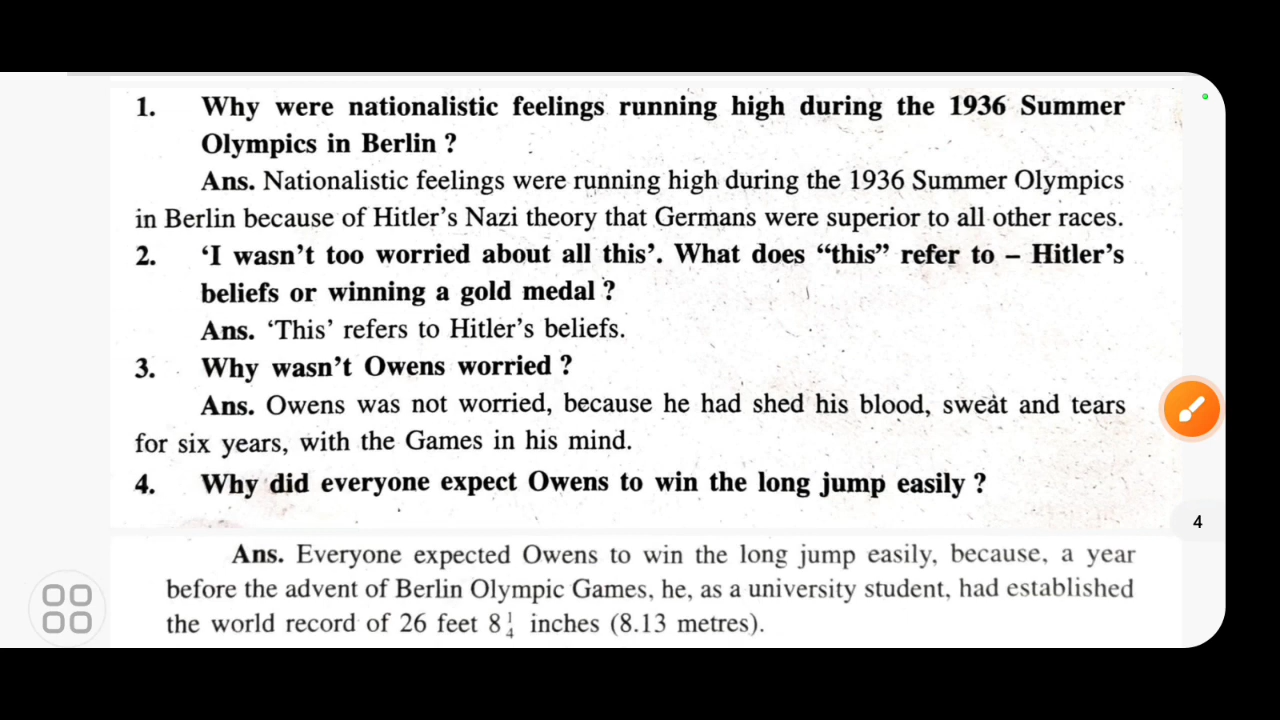 1. Why were nationalistic feelings running high during the 1936 Summer
Olympics in Berlin ?
Ans. Nationalistic feelings were running high during the 1936 Summer Olympics
in Berlin because of Hitler's Nazi theory that Germans were superior to all other races.
2. 'I wasn't too worried about all this'. What does "this" refer to – Hitler's
beliefs or winning a gold medal ?
Ans. 'This' refers to Hitler's beliefs.
3. Why wasn't Owens worried ?
Ans. Owens was not worried, because he had shed his blood, sweat and tears
for six years, with the Games in his mind.
4. Why did everyone expect Owens to win the long jump easily ?
4
Ans. Everyone expected Owens to win the long jump easily, because, a year
before the advent of Berlin Olympic Games, he, as a university student, had established
the world record of 26 feet 8 1/4 inches (8.13 metres).